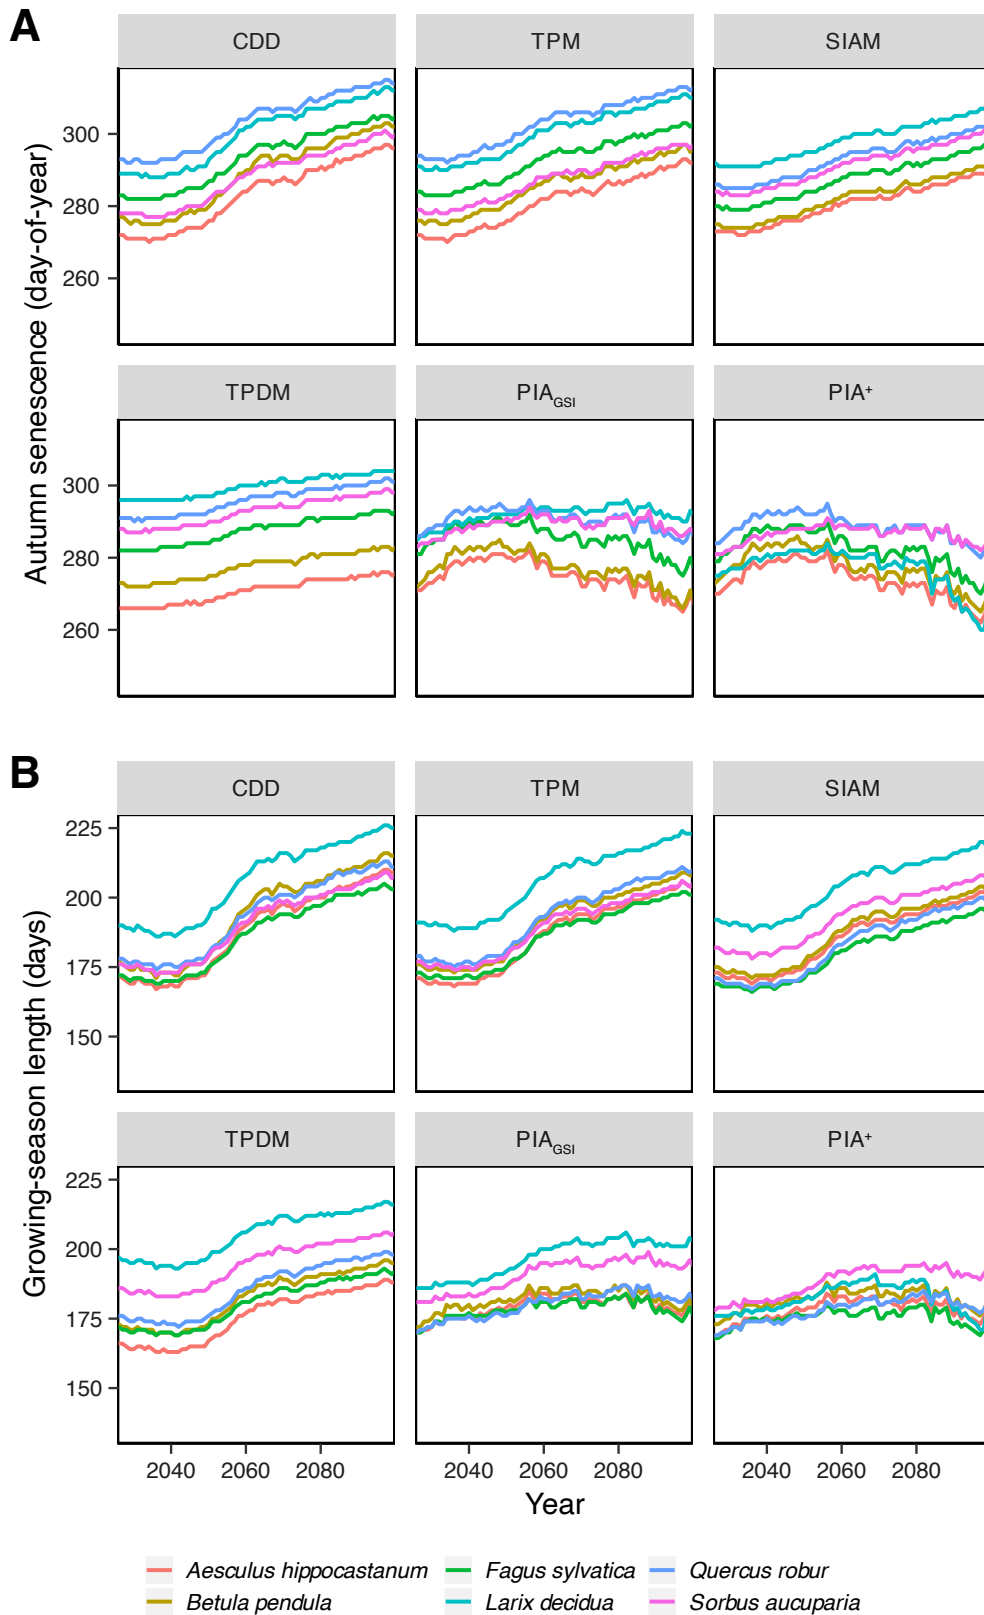 A
CDD TPM SIAM
300
280
260
TPDM PIAGSI PIA+
300
280
260
Autumn senescence (day-of-year)
B
CDD TPM SIAM
225
200
175
150
TPDM PIAGSI PIA+
225
200
175
150
Growing-season length (days)
2040 2060 2080 2040 2060 2080 2040 2060 2080
Year
Aesculus hippocastanum Fagus sylvatica Quercus robur
Betula pendula Larix decidua Sorbus aucuparia